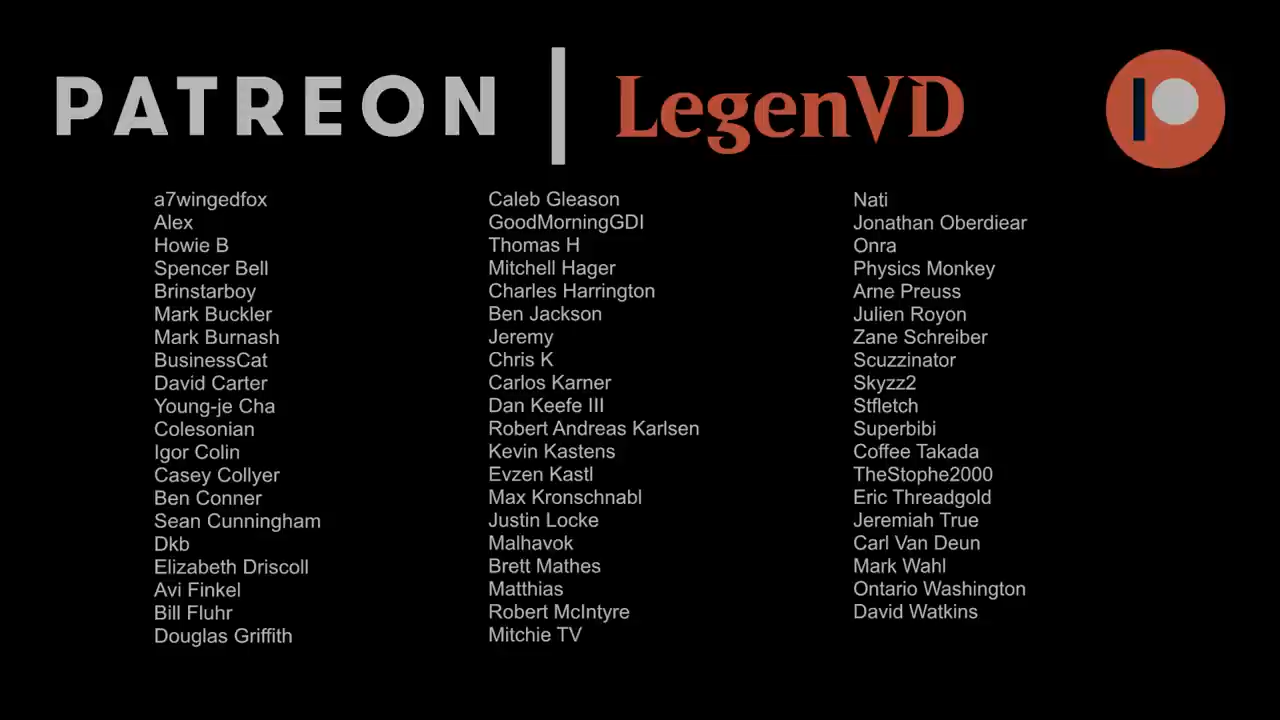 PATREON | LegenVD
a7wingedfox
Alex
Howie B
Spencer Bell
Brinstarboy
Mark Buckler
Mark Burnash
BusinessCat
David Carter
Young-je Cha
Colesonian
Igor Colin
Casey Collyer
Ben Conner
Sean Cunningham
Dkb
Elizabeth Driscoll
Avi Finkel
Bill Fluhr
Douglas Griffith
Caleb Gleason
GoodMorningGDI
Thomas H
Mitchell Hager
Charles Harrington
Ben Jackson
Jeremy
Chris K
Carlos Karner
Dan Keefe III
Robert Andreas Karlsen
Kevin Kastens
Evzen Kastl
Max Kronschnabl
Justin Locke
Malhavok
Brett Mathes
Matthias
Robert McIntyre
Mitchie TV
Nati
Jonathan Oberdiear
Onra
Physics Monkey
Arne Preuss
Julien Royon
Zane Schreiber
Scuzzinator
Skyzz2
Stfletch
Superbibi
Coffee Takada
TheStophe2000
Eric Threadgold
Jeremiah True
Carl Van Deun
Mark Wahl
Ontario Washington
David Watkins